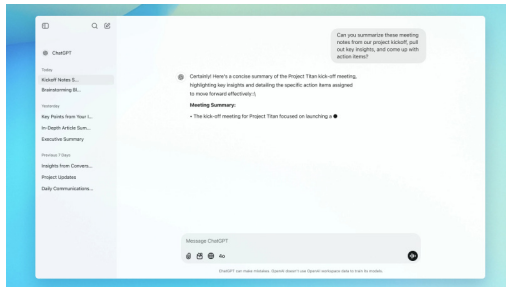 ChatGPT
Today
Kickoff Notes S...
Brainstorming Bl...
Yesterday
Key Points from Your I...
In-Depth Article Sum...
Executive Summary
Previous 7 Days
Insights from Convers...
Project Updates
Daily Communications...
Can you summarize these meeting
notes from our project kickoff, pull
out key insights, and come up with
action items?
Certainly! Here's a concise summary of the Project Titan kick-off meeting,
highlighting key insights and detailing the specific action items assigned
to move forward effectively:\
Meeting Summary:
- The kick-off meeting for Project Titan focused on launching a
Message ChatGPT
4o
ChatGPT can make mistakes. OpenAI doesn't use OpenAI workspace data to train its models.